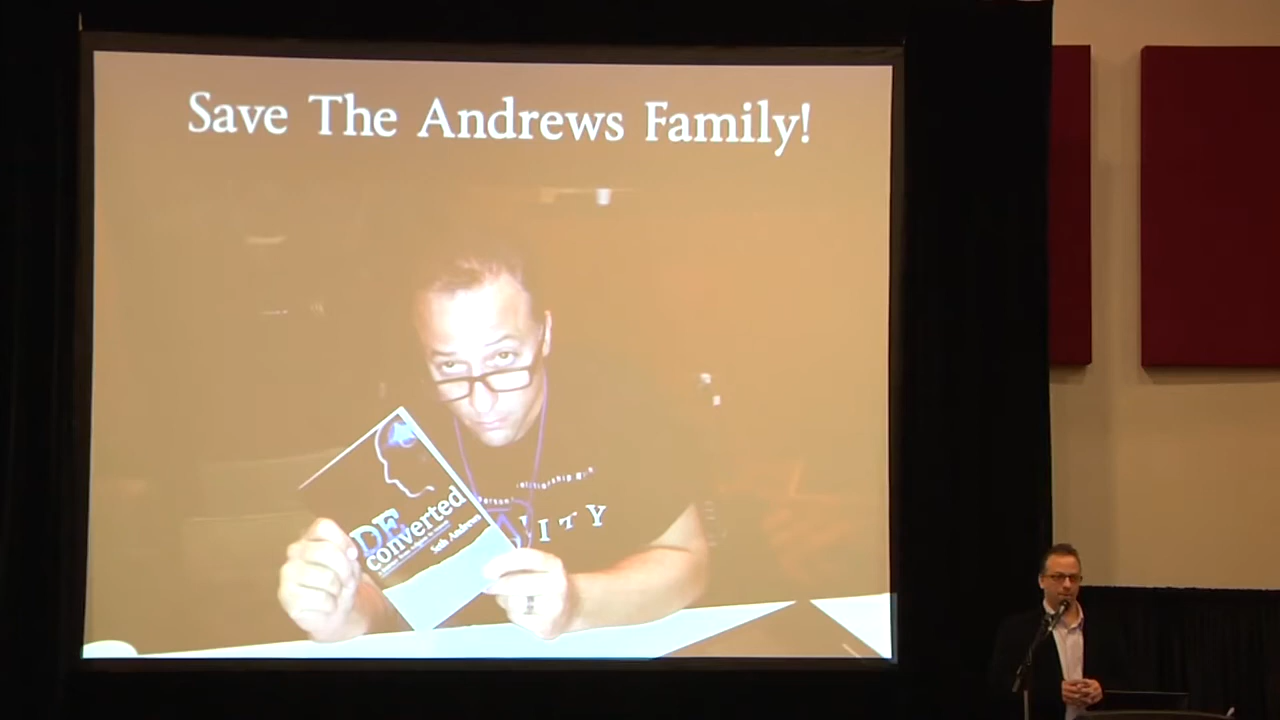 Save The Andrews Family!
DE
converted
Seth Andrews
ITY